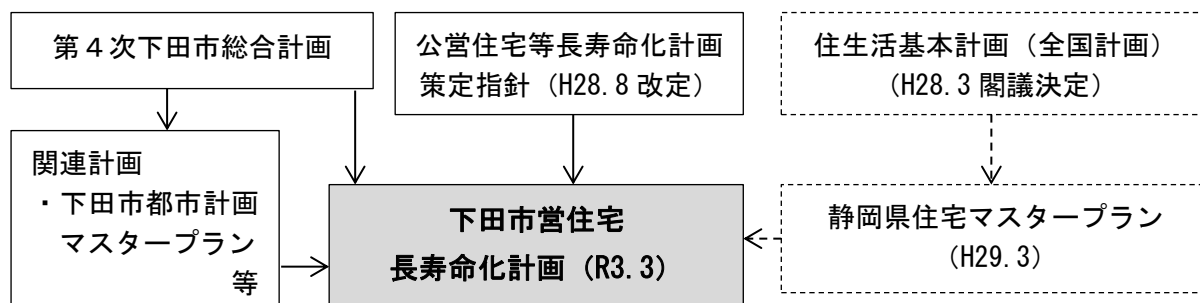 第４次下田市総合計画
公営住宅等長寿命化計画
策定指針（H28.8 改定）
住生活基本計画（全国計画）
（H28.3 閣議決定）
関連計画
・下田市都市計画
マスタープラン
等
下田市営住宅
長寿命化計画（R3.3）
静岡県住宅マスタープラン
（H29.3）